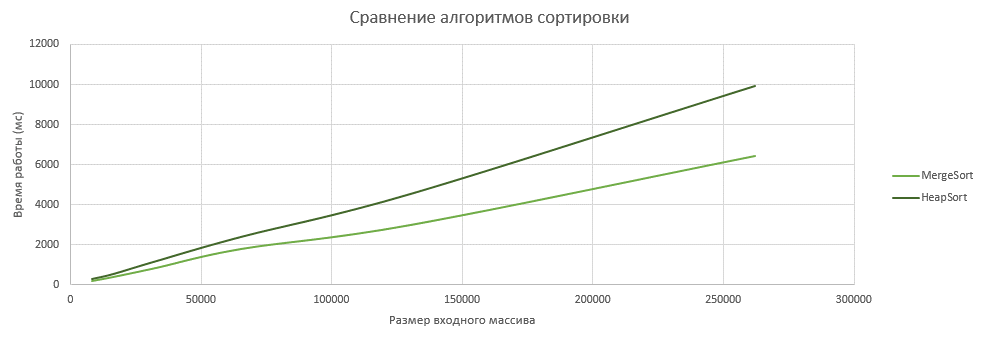 Сравнение алгоритмов сортировки
12000
10000
8000
6000
4000
2000
0
Время работы (мс)
0 50000 100000 150000 200000 250000 300000
Размер входного массива
MergeSort
HeapSort